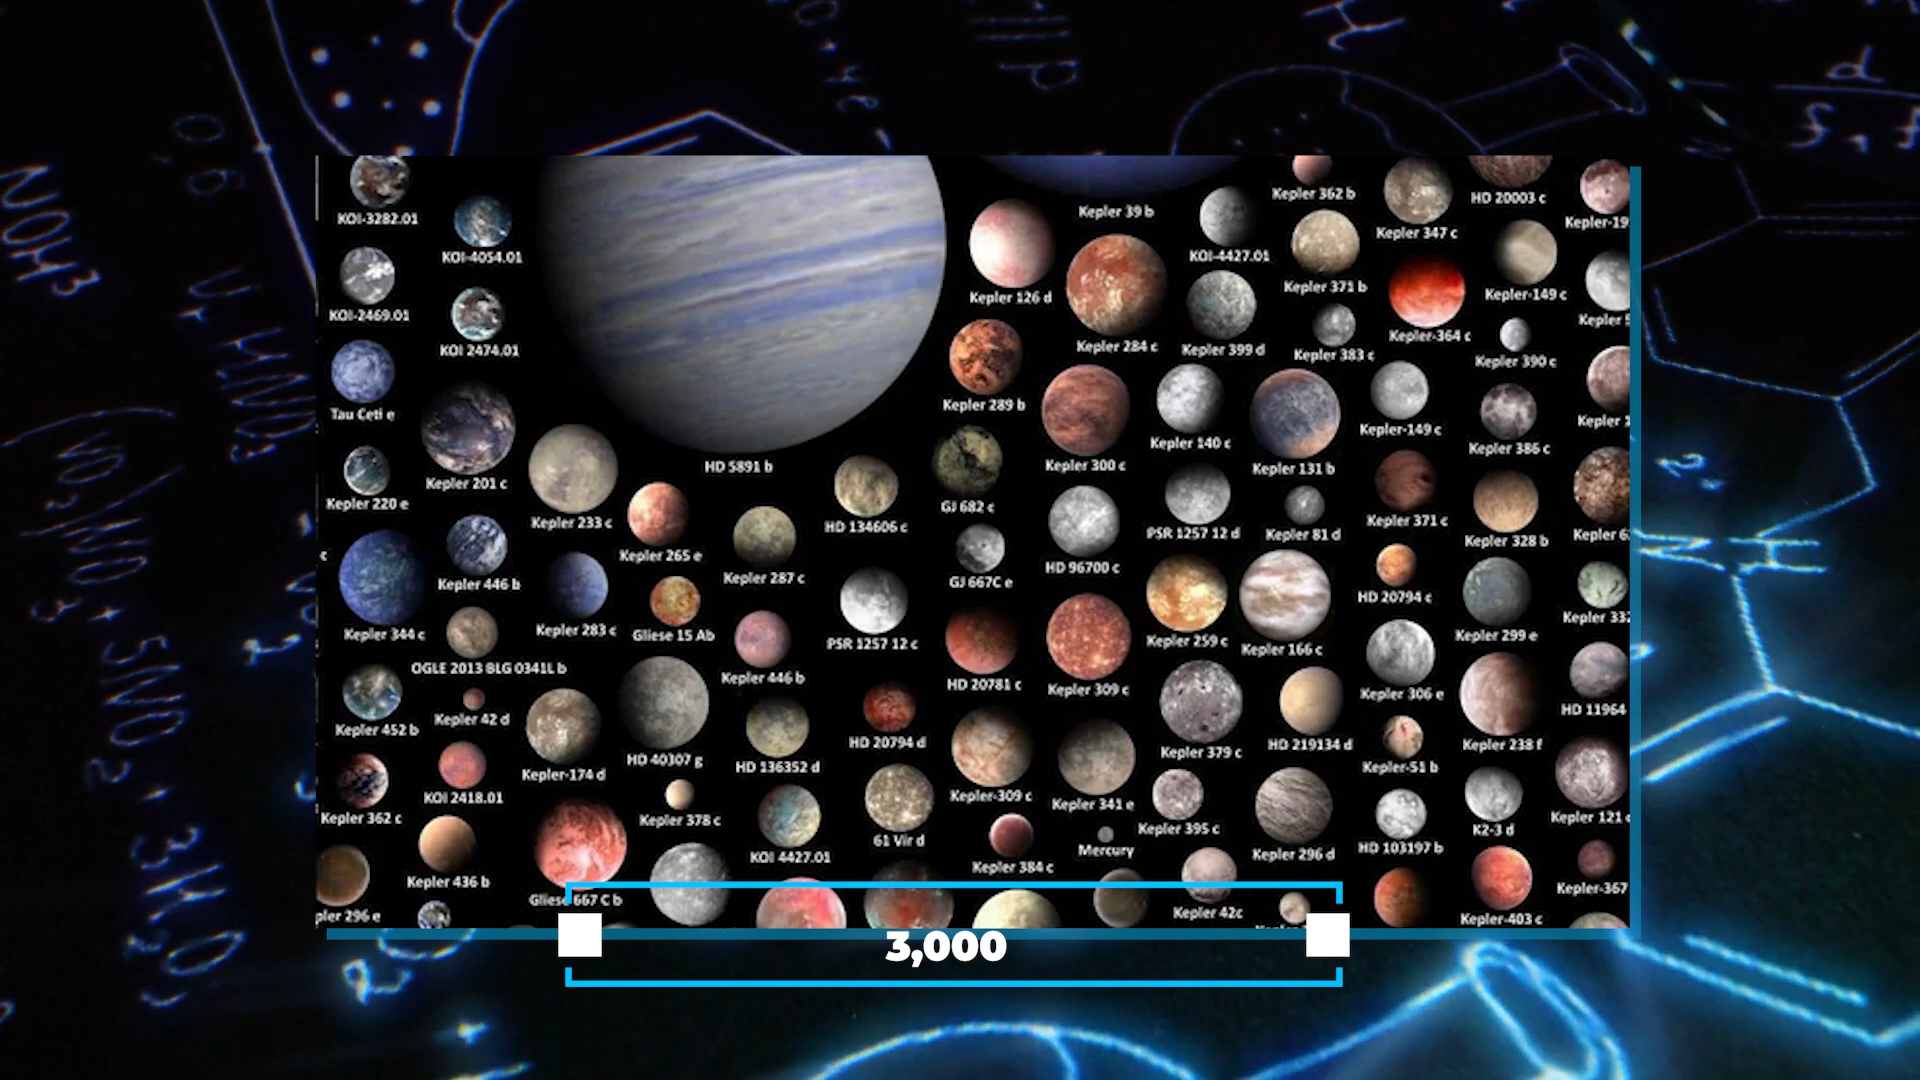 KOI-3282.01
KOI-4054.01
KOI-2469.01
KOI 2474.01
Tau Ceti e
Kepler 201 c
Kepler 220 e
Kepler 233 c
HD 5891 b
Kepler 39 b
Kepler 362 b
HD 20003 c
Kepler-19
Kepler 347 c
KOI-4427.01
Kepler 126 d
Kepler 371 b
Kepler-149 c
Kepler 284 c
Kepler 399 d
Kepler 383 c
Kepler-364 c
Kepler 390 c
Kepler 289 b
Kepler 140 c
Kepler-149 c
Kepler 386 c
Kepler 300 c
Kepler 131 b
GJ 682 c
HD 134606 c
PSR 1257 12 d
Kepler 81 d
Kepler 371 c
Kepler 328 b
Kepler 265 e
Kepler 287 c
Kepler 446 b
GJ 667C e
HD 96700 c
HD 20794 c
Kepler 344 c
Kepler 283 c
Gliese 15 Ab
PSR 1257 12 c
Kepler 259 c
Kepler 166 c
Kepler 299 e
OGLE 2013 BLG 0341L b
Kepler 446 b
HD 20781 c
Kepler 309 c
Kepler 306 e
HD 11964
Kepler 452 b
Kepler 42 d
HD 40307 g
HD 136352 d
HD 20794 d
Kepler 379 c
HD 219134 d
Kepler-51 b
Kepler 238 f
Kepler-174 d
KOI 2418.01
Kepler 362 c
Kepler 378 c
Kepler-309 c
Kepler 341 e
Kepler 395 c
Kepler 121 c
KOI 4427.01
61 Vir d
Mercury
Kepler 296 d
HD 103197 b
K2-3 d
Kepler 384 c
Kepler 436 b
Kepler-367
Gliese 667 C b
pler 296 e
Kepler 42c
Kepler-403 c
3,000